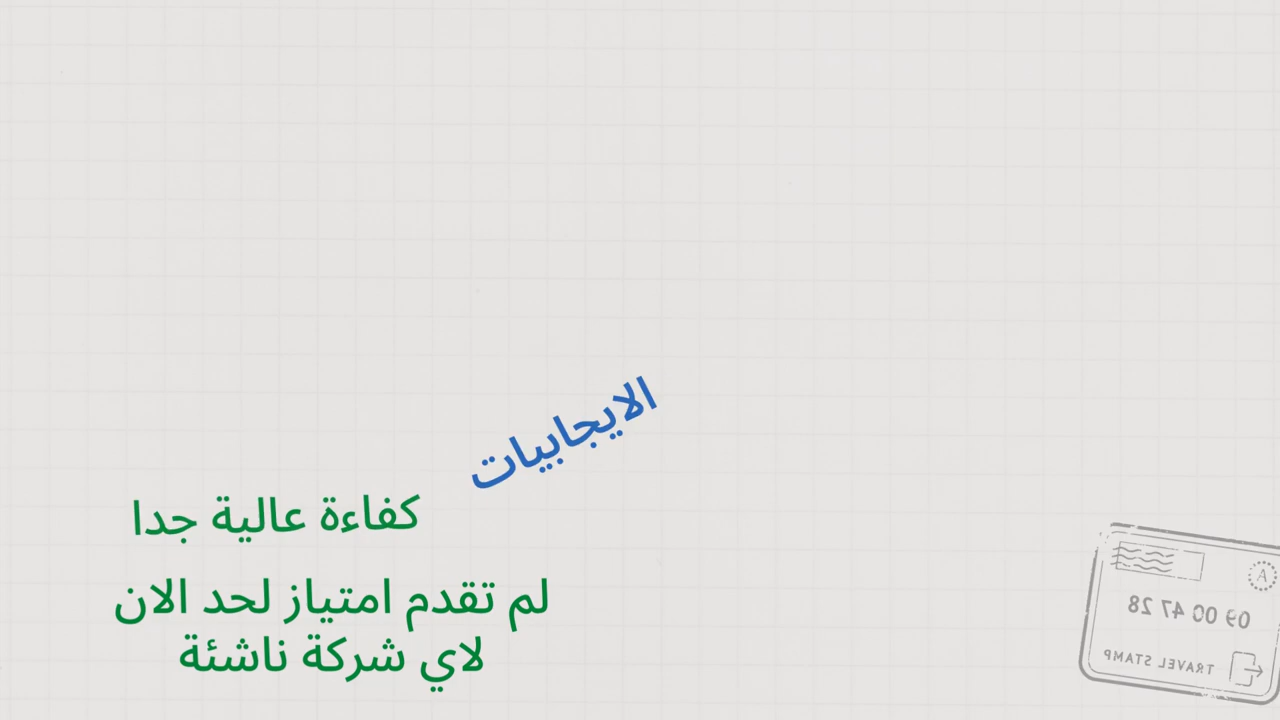 الايجابيات
كفاءة عالية جدا
لم تقدم امتياز لحد الان
لاي شركة ناشئة
A
09 00 47 28
TRAVEL STAMP